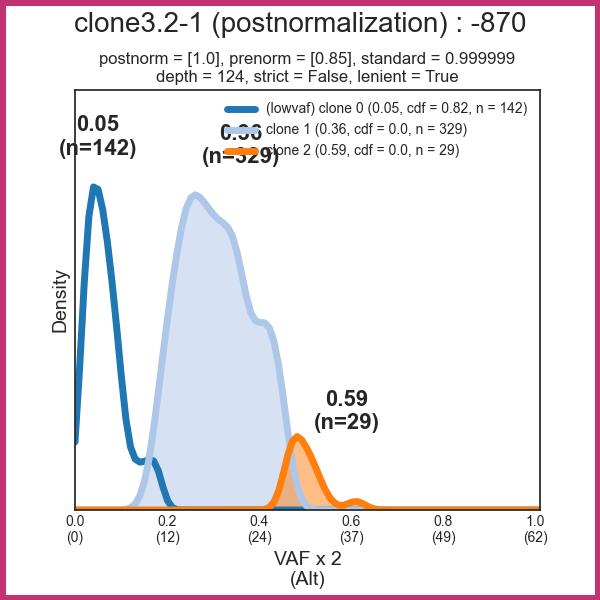 clone3.2-1 (postnormalization) : -870
postnorm = [1.0], prenorm = [0.85], standard = 0.999999
depth = 124, strict = False, lenient = True
(lowvaf) clone 0 (0.05, cdf = 0.82, n = 142)
clone 1 (0.36, cdf = 0.0, n = 329)
clone 2 (0.59, cdf = 0.0, n = 29)
0.05
(n=142)
0.36
(n=329)
0.59
(n=29)
Density
0.0 0.2 0.4 0.6 0.8 1.0
(0) (12) (24) (37) (49) (62)
VAF x 2
(Alt)